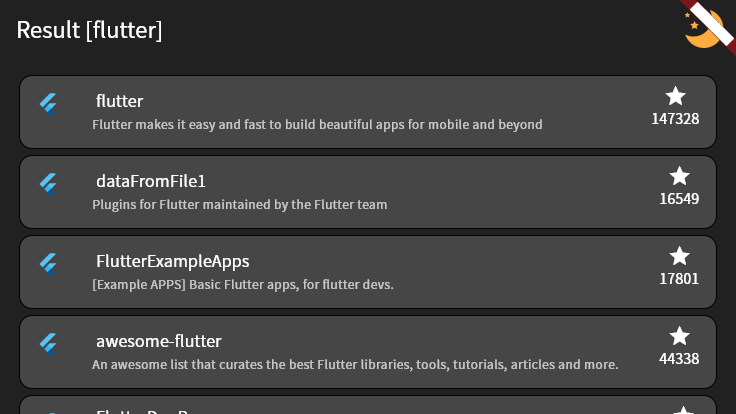 Result [flutter]
flutter
Flutter makes it easy and fast to build beautiful apps for mobile and beyond
147328
dataFromFile1
Plugins for Flutter maintained by the Flutter team
16549
FlutterExampleApps
[Example APPS] Basic Flutter apps, for flutter devs.
17801
awesome-flutter
An awesome list that curates the best Flutter libraries, tools, tutorials, articles and more.
44338